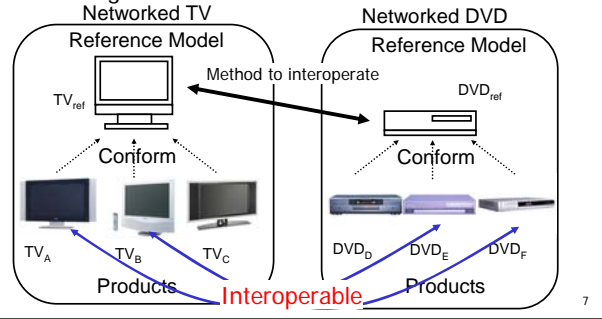 Networked TV
Reference Model
TVref
Conform
TVA
TVB
TVC
Products
Method to interoperate
Networked DVD
Reference Model
DVDref
Conform
DVDD
DVDE
DVDF
Products
Interoperable
7